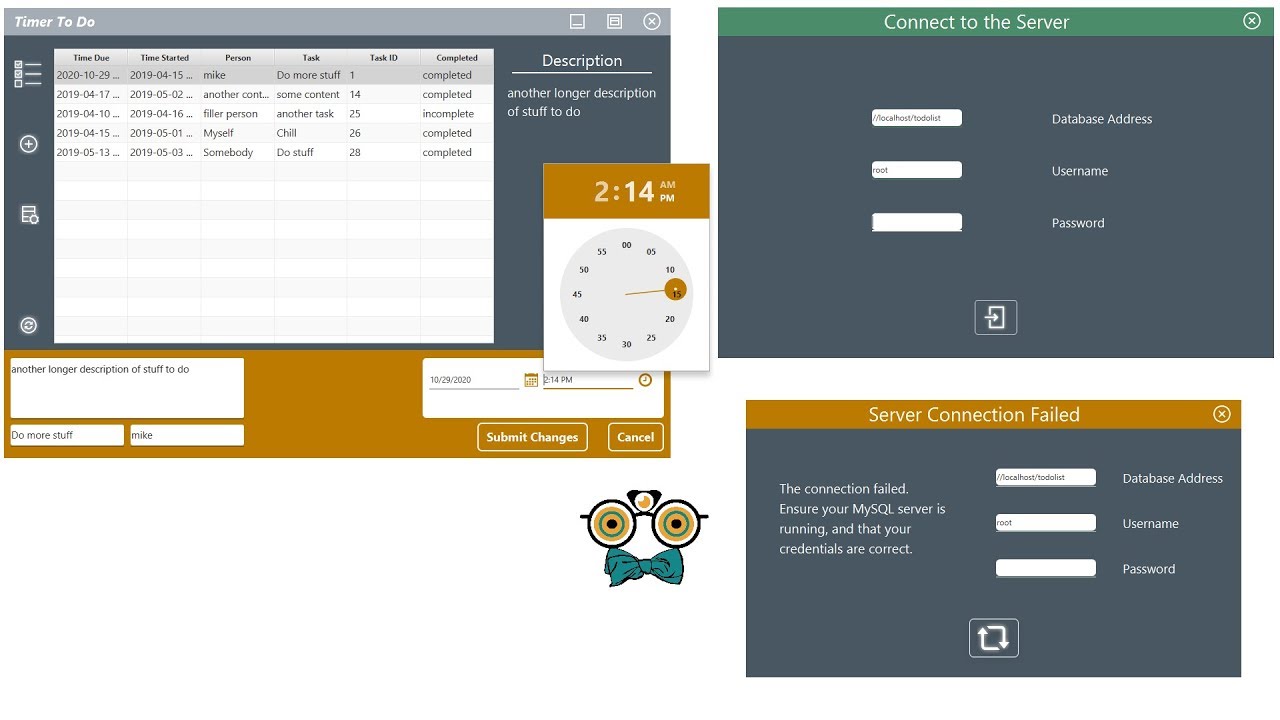 Timer To Do
Time Due Time Started Person Task Task ID Completed
2020-10-29 ... 2019-04-15 ... mike Do more stuff 1 completed
2019-04-17 ... 2019-05-02 ... another cont... some content 14 completed
2019-04-10 ... 2019-04-16 ... filler person another task 25 incomplete
2019-04-15 ... 2019-05-01 ... Myself Chill 26 completed
2019-05-13 ... 2019-05-03 ... Somebody Do stuff 28 completed
Description
another longer description
of stuff to do
2:14 AM
PM
00
05
10
15
20
25
30
35
40
45
50
55
another longer description of stuff to do
10/29/2020 2:14 PM
Do more stuff mike
Submit Changes Cancel
Connect to the Server
//localhost/todolist Database Address
root Username
Password
Server Connection Failed
The connection failed.
Ensure your MySQL server is
running, and that your
credentials are correct.
//localhost/todolist Database Address
root Username
Password